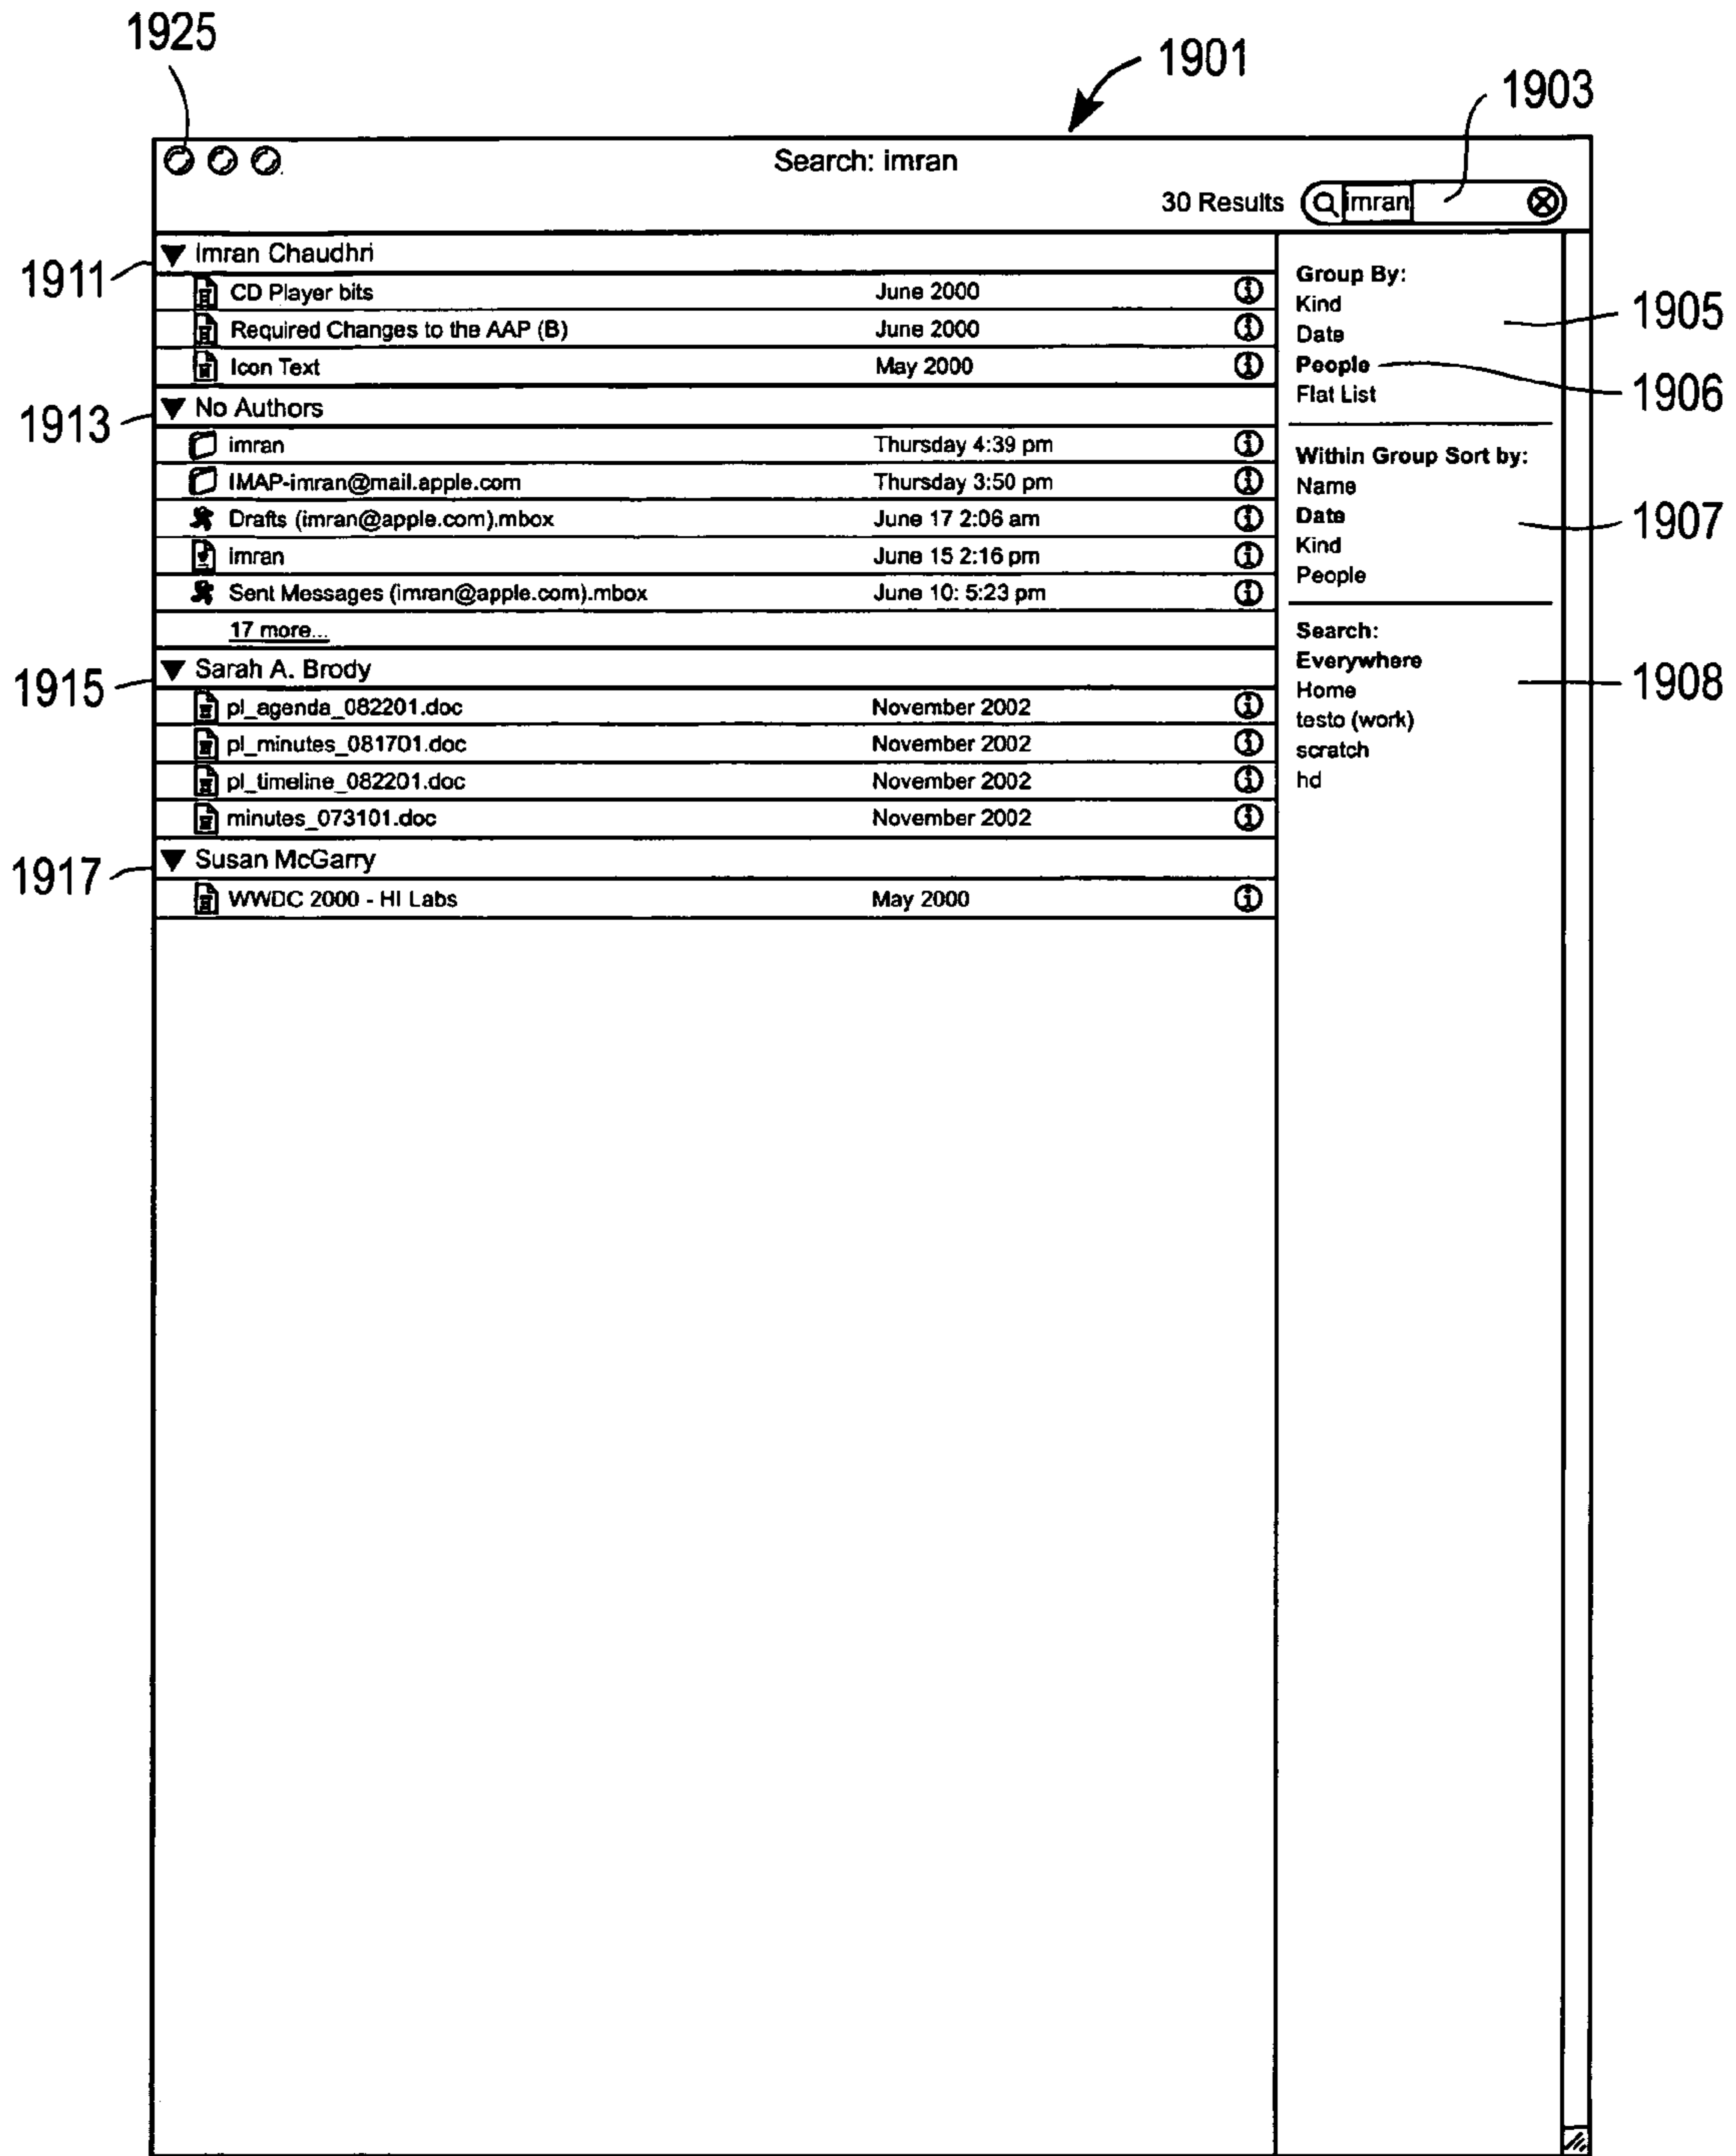 1925
1901
1903
Search: imran
30 Results imran
1911
Imran Chaudhri
CD Player bits June 2000
Required Changes to the AAP (B) June 2000
Icon Text May 2000
1913
No Authors
imran Thursday 4:39 pm
IMAP-imran@mail.apple.com Thursday 3:50 pm
Drafts (imran@apple.com).mbox June 17 2:06 am
imran June 15 2:16 pm
Sent Messages (imran@apple.com).mbox June 10: 5:23 pm
17 more...
1915
Sarah A. Brody
pl_agenda_082201.doc November 2002
pl_minutes_081701.doc November 2002
pl_timeline_082201.doc November 2002
minutes_073101.doc November 2002
1917
Susan McGarry
WWDC 2000 - HI Labs May 2000
Group By:
Kind
Date
People
Flat List
1905
1906
Within Group Sort by:
Name
Date
Kind
People
1907
Search:
Everywhere
Home
testo (work)
scratch
hd
1908